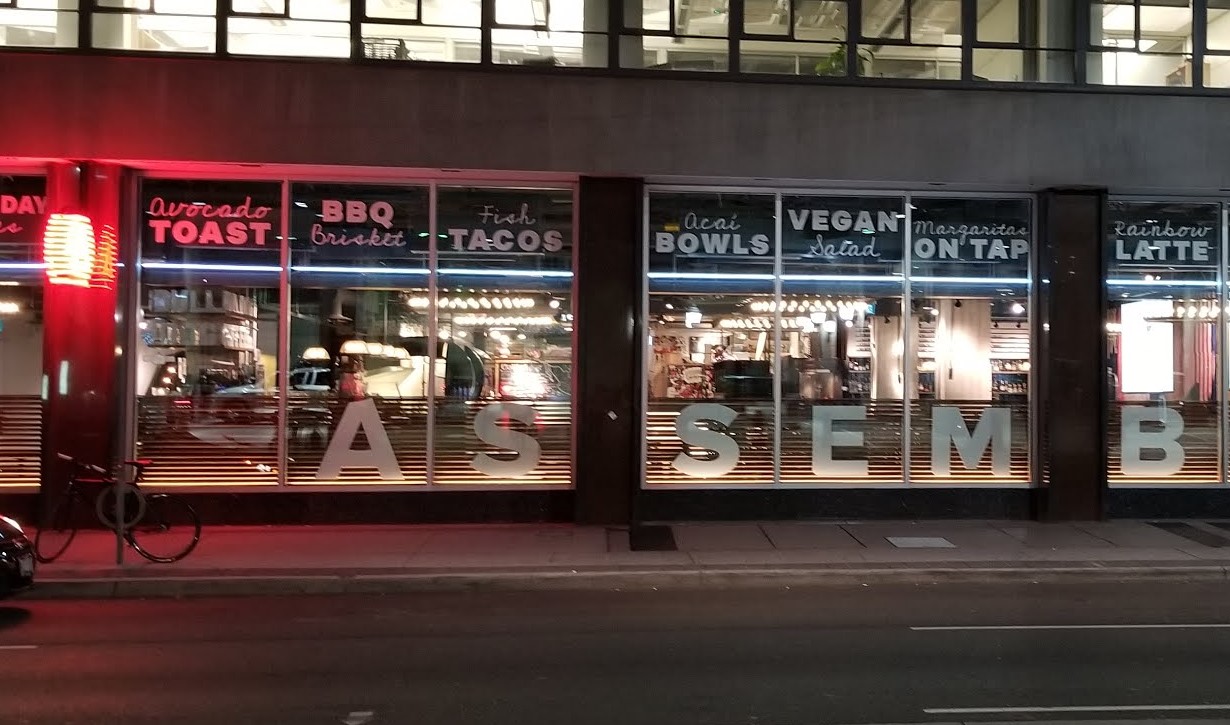 DAY
Avocado
TOAST
BBQ
Brisket
Fish
TACOS
Acaí
BOWLS
VEGAN
Salad
Margaritas
ON TAP
Rainbow
LATTE
A S S E M B